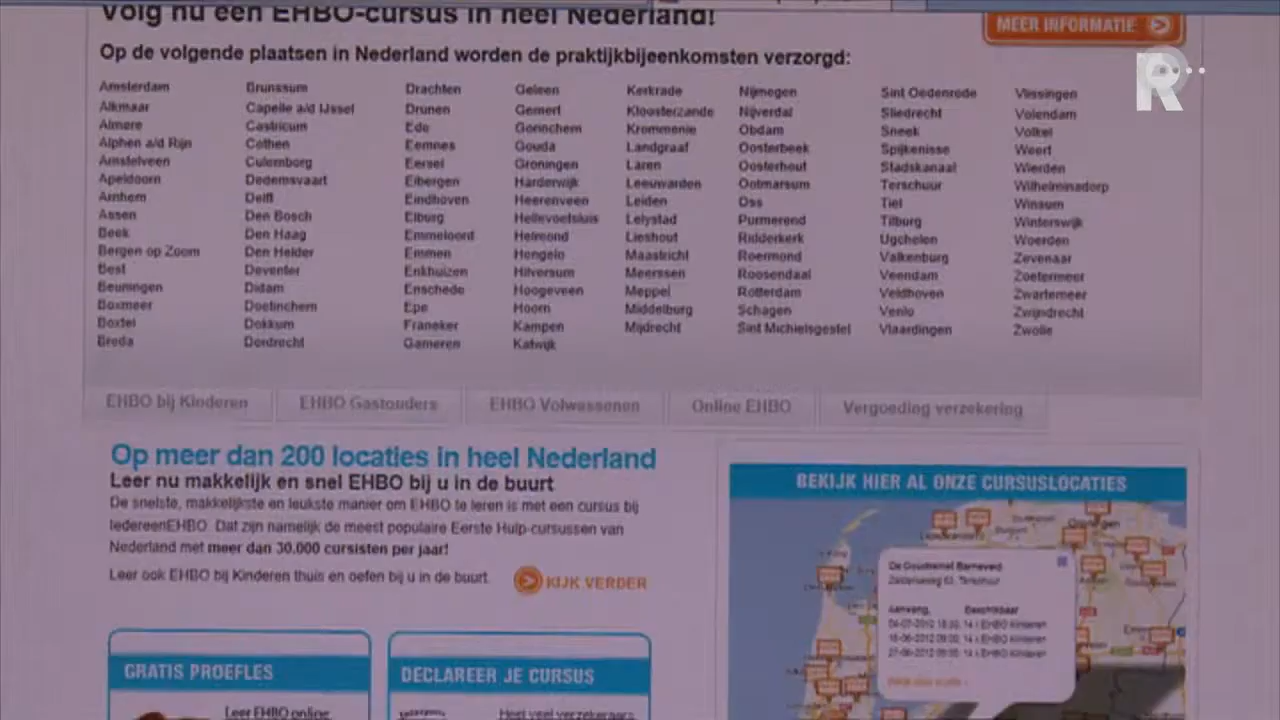 Volg nu een EHBO-cursus in heel Nederland!
MEER INFORMATIE
Op de volgende plaatsen in Nederland worden de praktijkbijeenkomsten verzorgd:
R
Amsterdam Brunssum Drachten Geleen Kerkrade Nijmegen Sint Oedenrode Vlissingen
Alkmaar Capelle a/d IJssel Drunen Gemert Kloosterzande Nijverdal Sliedrecht Volendam
Almere Castricum Ede Gorinchem Krommenie Obdam Sneek Volkel
Alphen a/d Rijn Cothen Eemnes Gouda Landgraaf Oosterbeek Spijkenisse Weert
Amstelveen Culemborg Eersel Groningen Laren Oosterhout Stadskanaal Wierden
Apeldoorn Dedemsvaart Eibergen Harderwijk Leeuwarden Ootmarsum Terschuur Wilhelminadorp
Arnhem Delft Eindhoven Heerenveen Leiden Oss Tiel Winsum
Assen Den Bosch Elburg Hellevoetsluis Lelystad Purmerend Tilburg Winterswijk
Beek Den Haag Emmeloord Helmond Lieshout Ridderkerk Ugchelen Woerden
Bergen op Zoom Den Helder Emmen Hengelo Maastricht Roermond Valkenburg Zevenaar
Best Deventer Enkhuizen Hilversum Meerssen Roosendaal Veendam Zoetermeer
Beuningen Didam Enschede Hoogeveen Meppel Rotterdam Veldhoven Zwartemeer
Boxmeer Doetinchem Epe Hoorn Middelburg Schagen Venlo Zwijndrecht
Boxtel Dokkum Franeker Kampen Mijdrecht Sint Michielsgestel Vlaardingen Zwolle
Breda Dordrecht Gameren Katwijk
EHBO bij Kinderen EHBO Gastouders EHBO Volwassenen Online EHBO Vergoeding verzekering
Op meer dan 200 locaties in heel Nederland
Leer nu makkelijk en snel EHBO bij u in de buurt
De snelste, makkelijkste en leukste manier om EHBO te leren is met een cursus bij
IedereenEHBO. Dat zijn namelijk de meest populaire Eerste Hulp-cursussen van
Nederland met meer dan 30.000 cursisten per jaar!
Leer ook EHBO bij Kinderen thuis en oefen bij u in de buurt.
KIJK VERDER
BEKIJK HIER AL ONZE CURSUSLOCATIES
Groningen
Aanvang, Beschikbaar
GRATIS PROEFLES
Leer EHBO online
DECLAREER JE CURSUS
Heel veel verzekeraars